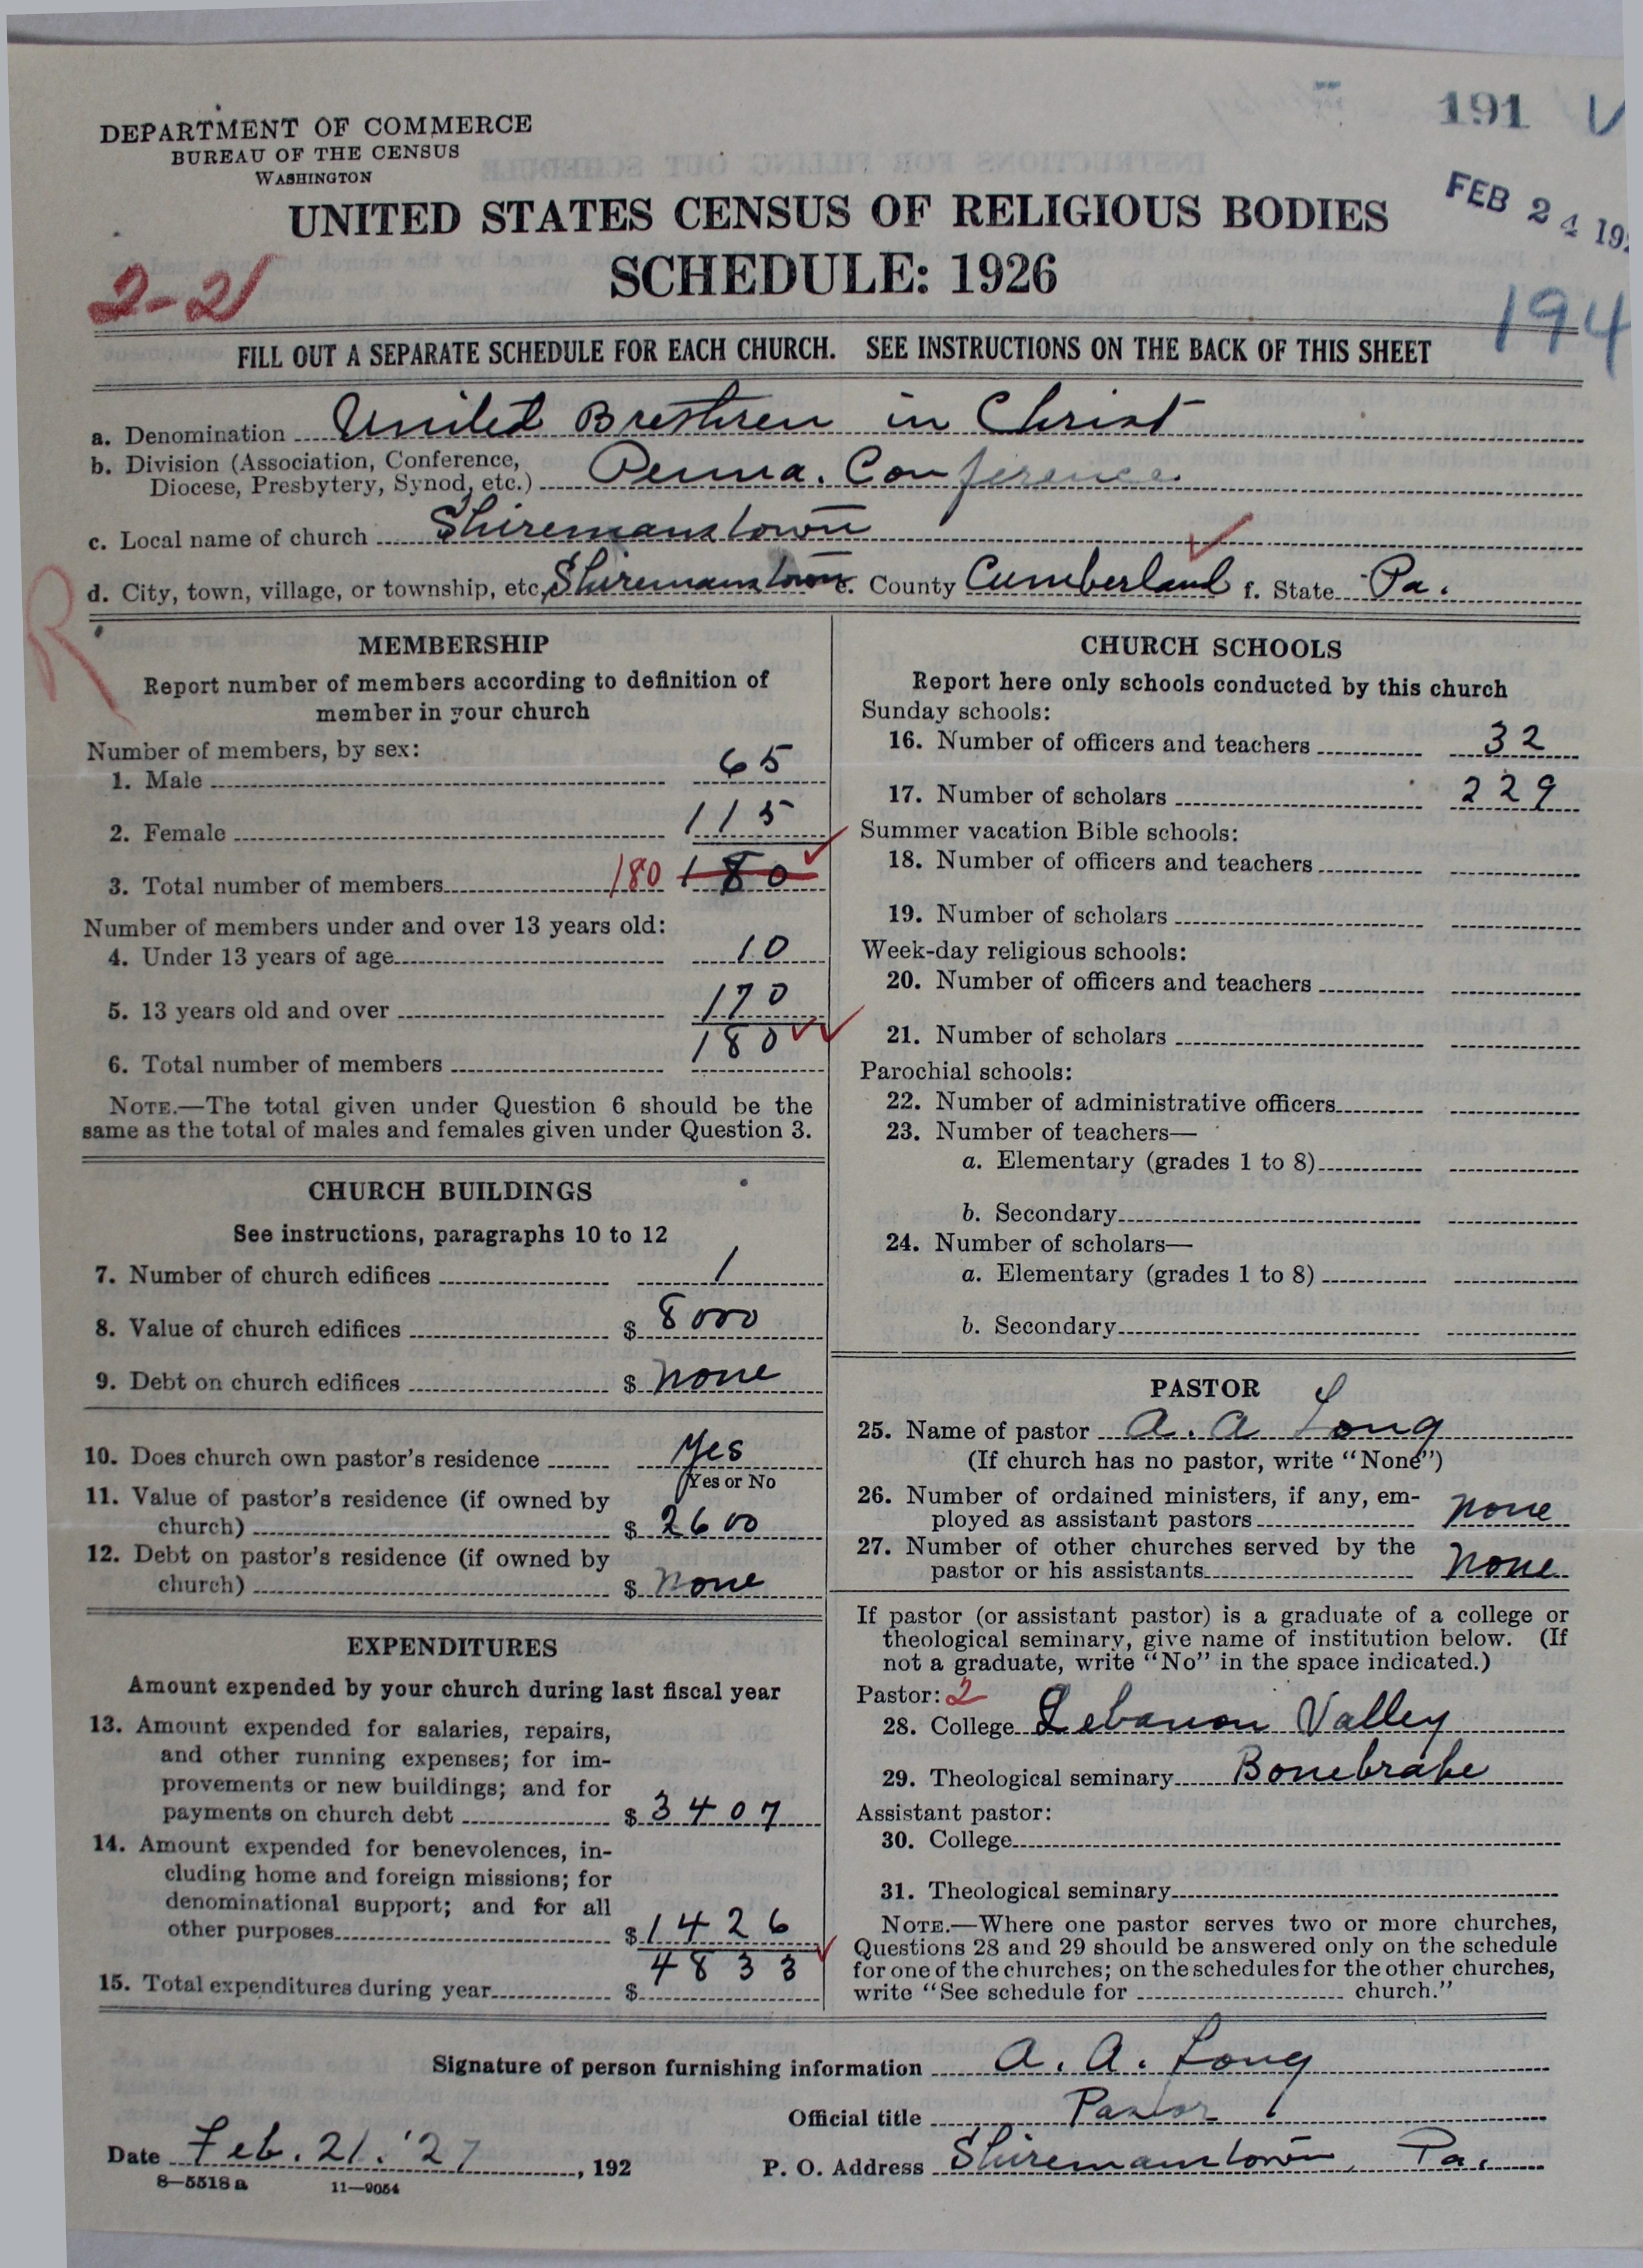 191
DEPARTMENT OF COMMERCE
BUREAU OF THE CENSUS
WASHINGTON
FEB 24 192
UNITED STATES CENSUS OF RELIGIOUS BODIES
SCHEDULE: 1926
2-21
194
FILL OUT A SEPARATE SCHEDULE FOR EACH CHURCH. SEE INSTRUCTIONS ON THE BACK OF THIS SHEET
a. Denomination United Brethren in Christ
b. Division (Association, Conference,
Diocese, Presbytery, Synod, etc.) Penna. Conference
c. Local name of church Shiremanstown
d. City, town, village, or township, etc. Shiremanstown e. County Cumberland f. State Pa.
R
MEMBERSHIP
Report number of members according to definition of
member in your church
Number of members, by sex:
1. Male 65
2. Female 115
3. Total number of members 180 180
Number of members under and over 13 years old:
4. Under 13 years of age 10
5. 13 years old and over 170
6. Total number of members 180
NOTE.—The total given under Question 6 should be the
same as the total of males and females given under Question 3.
CHURCH BUILDINGS
See instructions, paragraphs 10 to 12
7. Number of church edifices 1
8. Value of church edifices $ 8000
9. Debt on church edifices $ none
10. Does church own pastor's residence yes
(Yes or No
11. Value of pastor's residence (if owned by
church) $ 2600
12. Debt on pastor's residence (if owned by
church) $ none
EXPENDITURES
Amount expended by your church during last fiscal year
13. Amount expended for salaries, repairs,
and other running expenses; for im-
provements or new buildings; and for
payments on church debt $ 3407
14. Amount expended for benevolences, in-
cluding home and foreign missions; for
denominational support; and for all
other purposes $ 1426
15. Total expenditures during year $ 4833
CHURCH SCHOOLS
Report here only schools conducted by this church
Sunday schools:
16. Number of officers and teachers 32
17. Number of scholars 229
Summer vacation Bible schools:
18. Number of officers and teachers
19. Number of scholars
Week-day religious schools:
20. Number of officers and teachers
21. Number of scholars
Parochial schools:
22. Number of administrative officers
23. Number of teachers—
a. Elementary (grades 1 to 8)
b. Secondary
24. Number of scholars—
a. Elementary (grades 1 to 8)
b. Secondary
PASTOR
25. Name of pastor A. A Long
(If church has no pastor, write "None")
26. Number of ordained ministers, if any, em-
ployed as assistant pastors none
27. Number of other churches served by the
pastor or his assistants none
If pastor (or assistant pastor) is a graduate of a college or
theological seminary, give name of institution below. (If
not a graduate, write "No" in the space indicated.)
Pastor: 2
28. College Lebanon Valley
29. Theological seminary Bonebrake
Assistant pastor:
30. College
31. Theological seminary
NOTE.—Where one pastor serves two or more churches,
Questions 28 and 29 should be answered only on the schedule
for one of the churches; on the schedules for the other churches,
write "See schedule for church."
Signature of person furnishing information A. A. Long
Official title Pastor
Date Feb. 21. '27, 192
P. O. Address Shiremanstown, Pa.
8—5518 a 11—9054